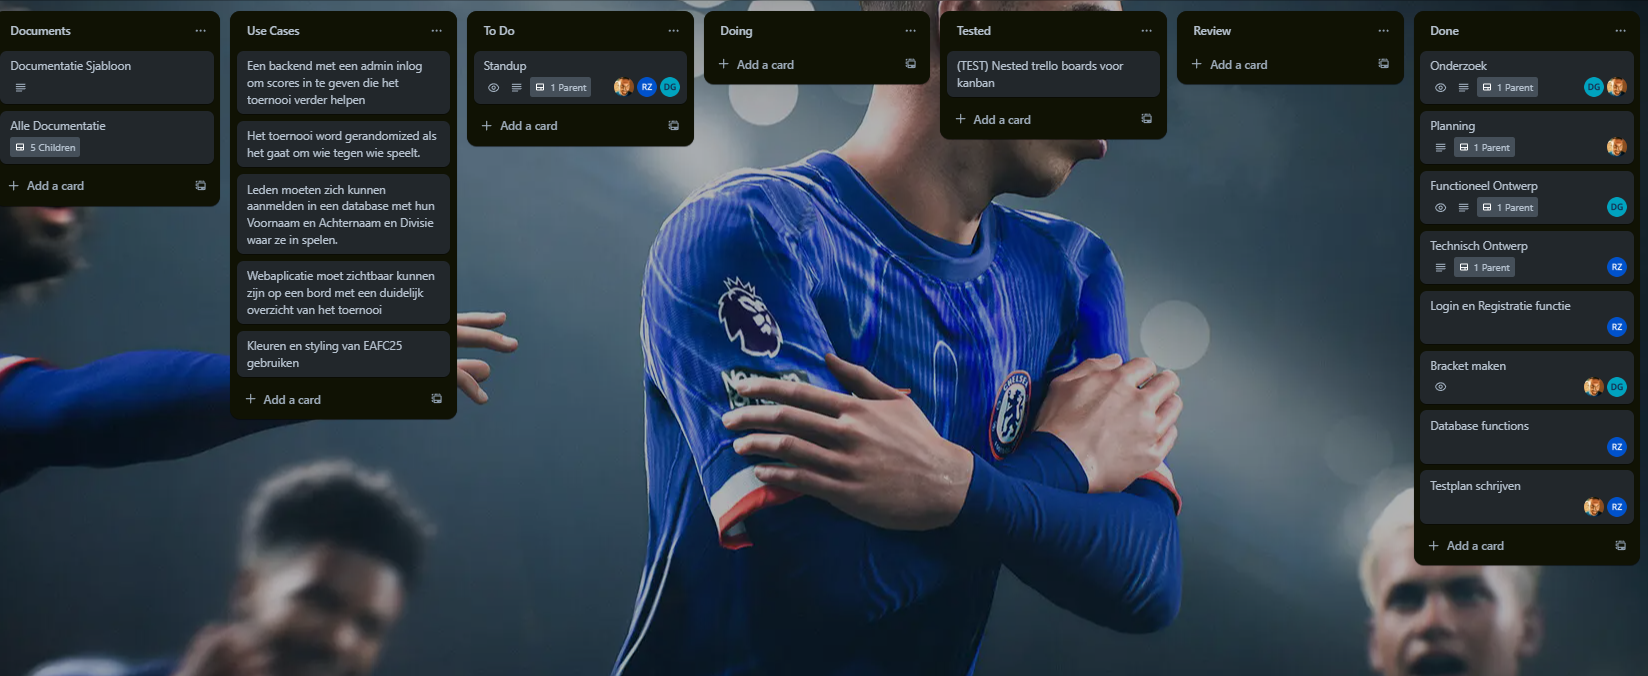 Documents
Documentatie Sjabloon
Alle Documentatie
5 Children
+ Add a card
Use Cases
Een backend met een admin inlog
om scores in te geven die het
toernooi verder helpen
Het toernooi word gerandomized als
het gaat om wie tegen wie speelt.
Leden moeten zich kunnen
aanmelden in een database met hun
Voornaam en Achternaam en Divisie
waar ze in spelen.
Webaplicatie moet zichtbaar kunnen
zijn op een bord met een duidelijk
overzicht van het toernooi
Kleuren en styling van EAFC25
gebruiken
+ Add a card
To Do
Standup
1 Parent RZ DG
+ Add a card
Doing
+ Add a card
Tested
(TEST) Nested trello boards voor
kanban
+ Add a card
Review
+ Add a card
Done
Onderzoek
1 Parent DG
Planning
1 Parent
Functioneel Ontwerp
1 Parent DG
Technisch Ontwerp
1 Parent RZ
Login en Registratie functie
RZ
Bracket maken
DG
Database functions
RZ
Testplan schrijven
RZ
+ Add a card
CHELSEA